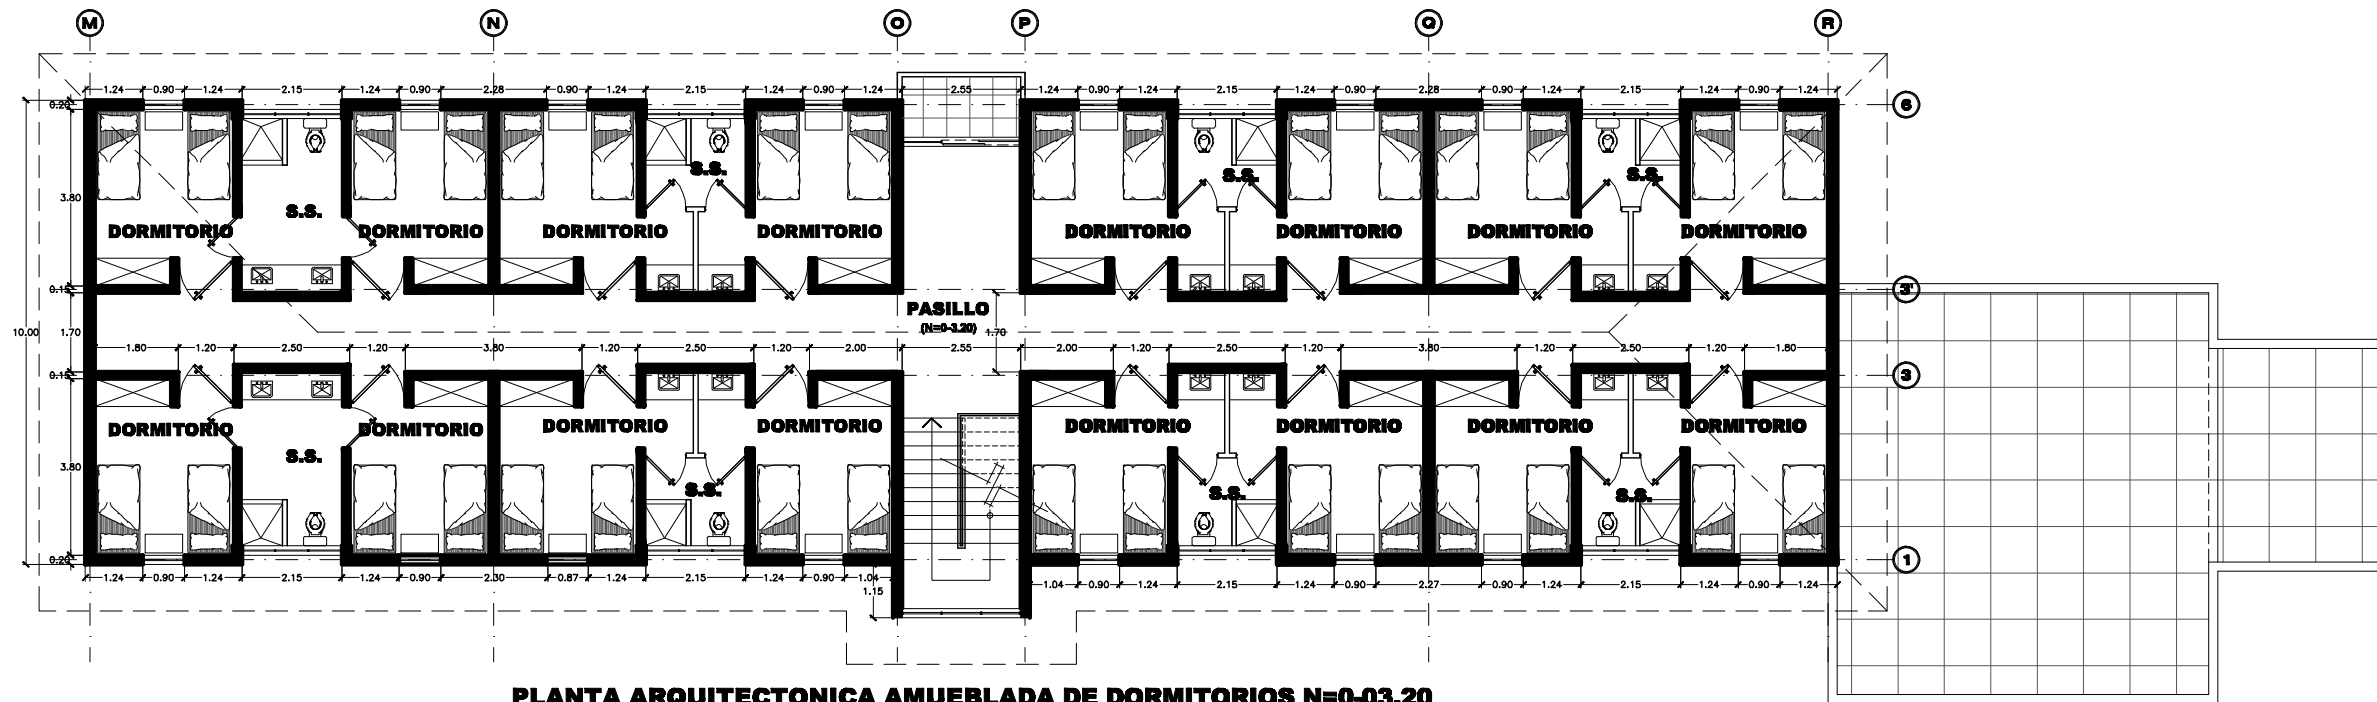 M N O P Q R
1.24 0.90 1.24 2.15 1.24 0.90 2.28 0.90 1.24 2.15 1.24 0.90 1.24 2.55 1.24 0.90 1.24 2.15 1.24 0.90 2.28 0.90 1.24 2.15 1.24 0.90 1.24
0.20 6
S.S. S.S. S.S.
3.80
S.S.
DORMITORIO DORMITORIO DORMITORIO DORMITORIO DORMITORIO DORMITORIO DORMITORIO DORMITORIO
0.15 3'
PASILLO
(N=0-3.20)
10.00 1.70 1.70
1.80 1.20 2.50 1.20 3.80 1.20 2.50 1.20 2.00 2.55 2.00 1.20 2.50 1.20 3.80 1.20 2.50 1.20 1.80
0.15 3
DORMITORIO DORMITORIO DORMITORIO DORMITORIO DORMITORIO DORMITORIO DORMITORIO DORMITORIO
S.S.
3.80
S.S. S.S. S.S.
0.20 1
1.24 0.90 1.24 2.15 1.24 0.90 2.30 0.87 1.24 2.15 1.24 0.90 1.04 1.04 0.90 1.24 2.15 1.24 0.90 2.27 0.90 1.24 2.15 1.24 0.90 1.24
1.15
PLANTA ARQUITECTONICA AMUEBLADA DE DORMITORIOS N=0-03.20